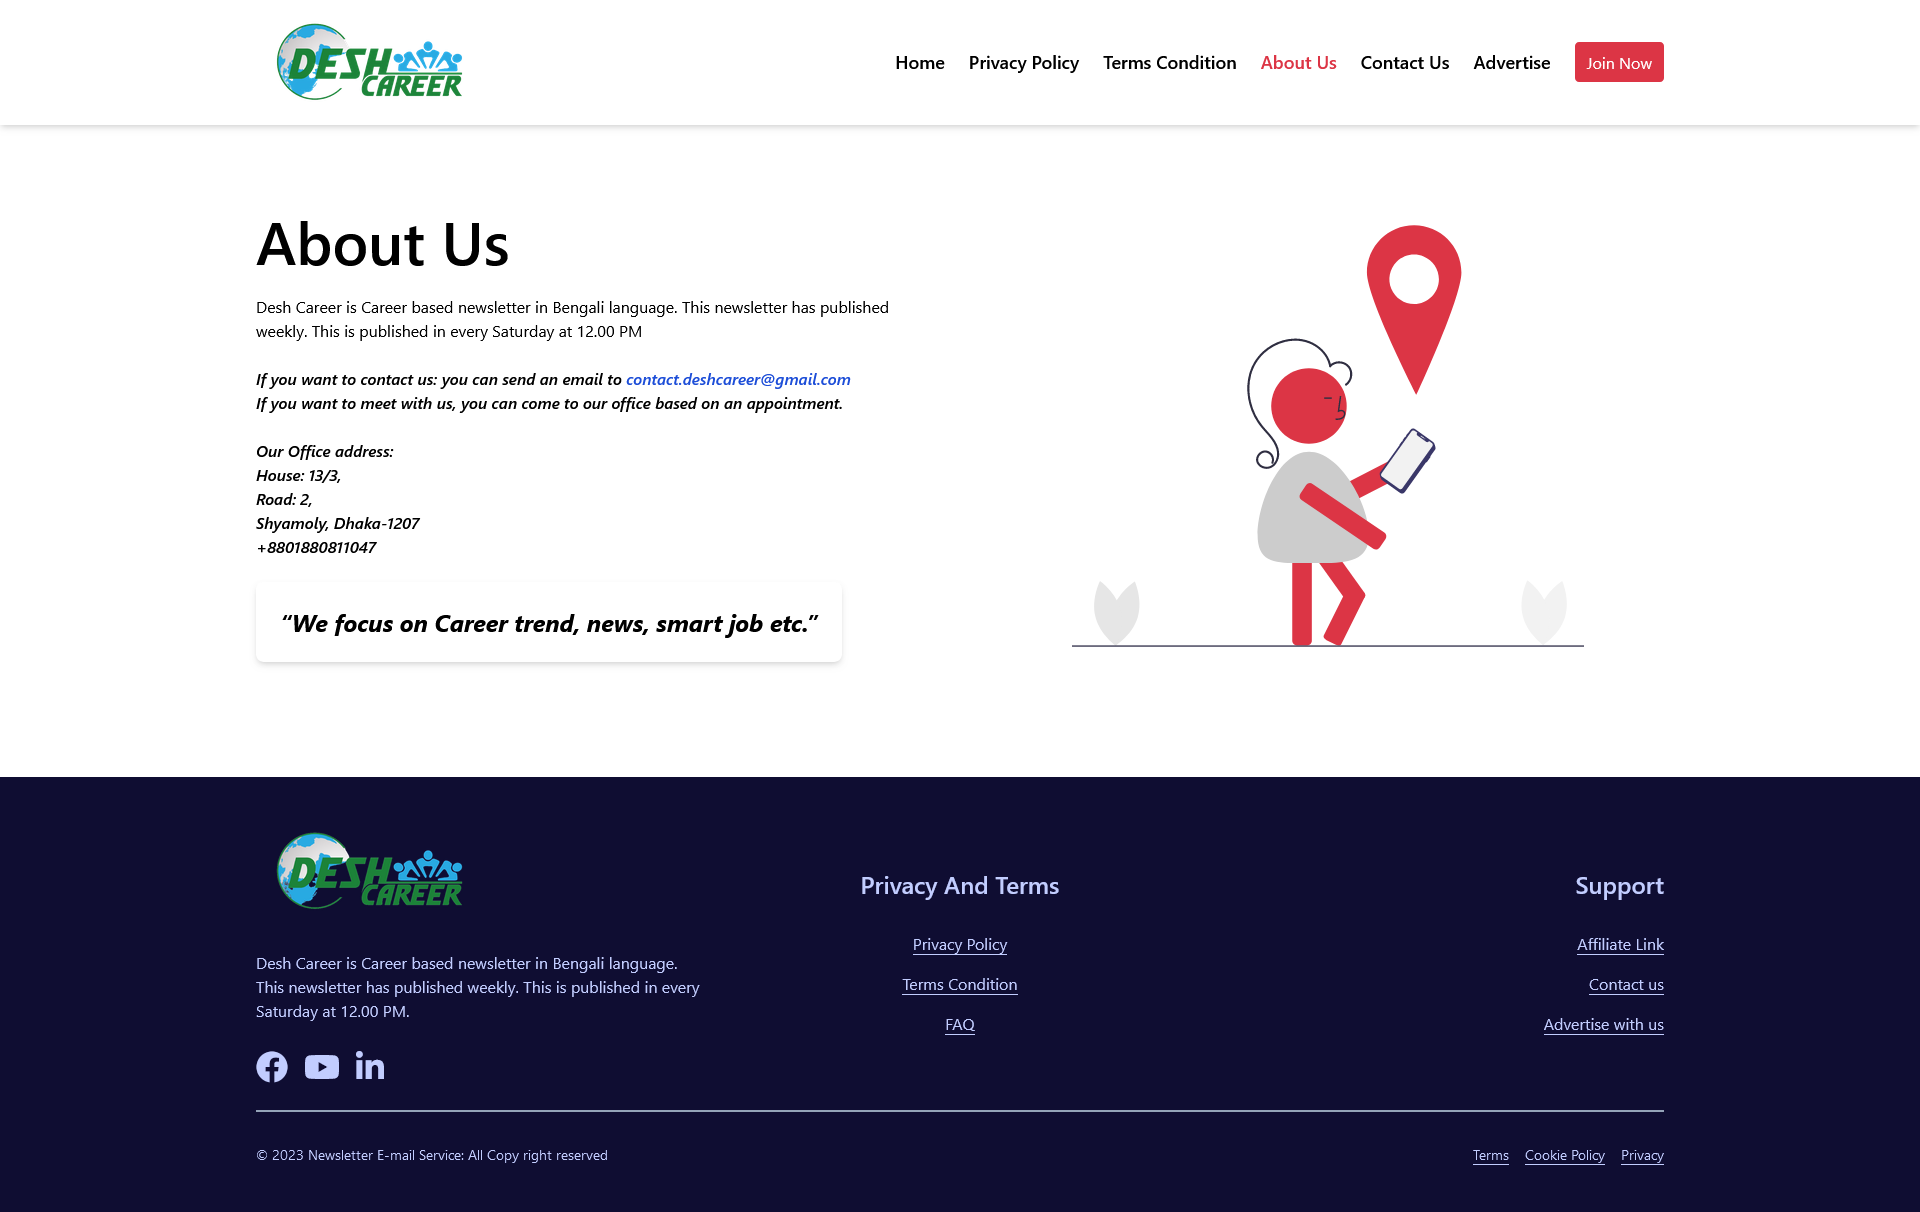 DESH
CAREER
Home
Privacy Policy
Terms Condition
About Us
Contact Us
Advertise
Join Now
About Us
Desh Career is Career based newsletter in Bengali language. This newsletter has published
weekly. This is published in every Saturday at 12.00 PM
If you want to contact us: you can send an email to contact.deshcareer@gmail.com
If you want to meet with us, you can come to our office based on an appointment.
Our Office address:
House: 13/3,
Road: 2,
Shyamoly, Dhaka-1207
+8801880811047
“We focus on Career trend, news, smart job etc.”
DESH
CAREER
Desh Career is Career based newsletter in Bengali language.
This newsletter has published weekly. This is published in every
Saturday at 12.00 PM.
Privacy And Terms
Privacy Policy
Terms Condition
FAQ
Support
Affiliate Link
Contact us
Advertise with us
© 2023 Newsletter E-mail Service: All Copy right reserved
Terms
Cookie Policy
Privacy